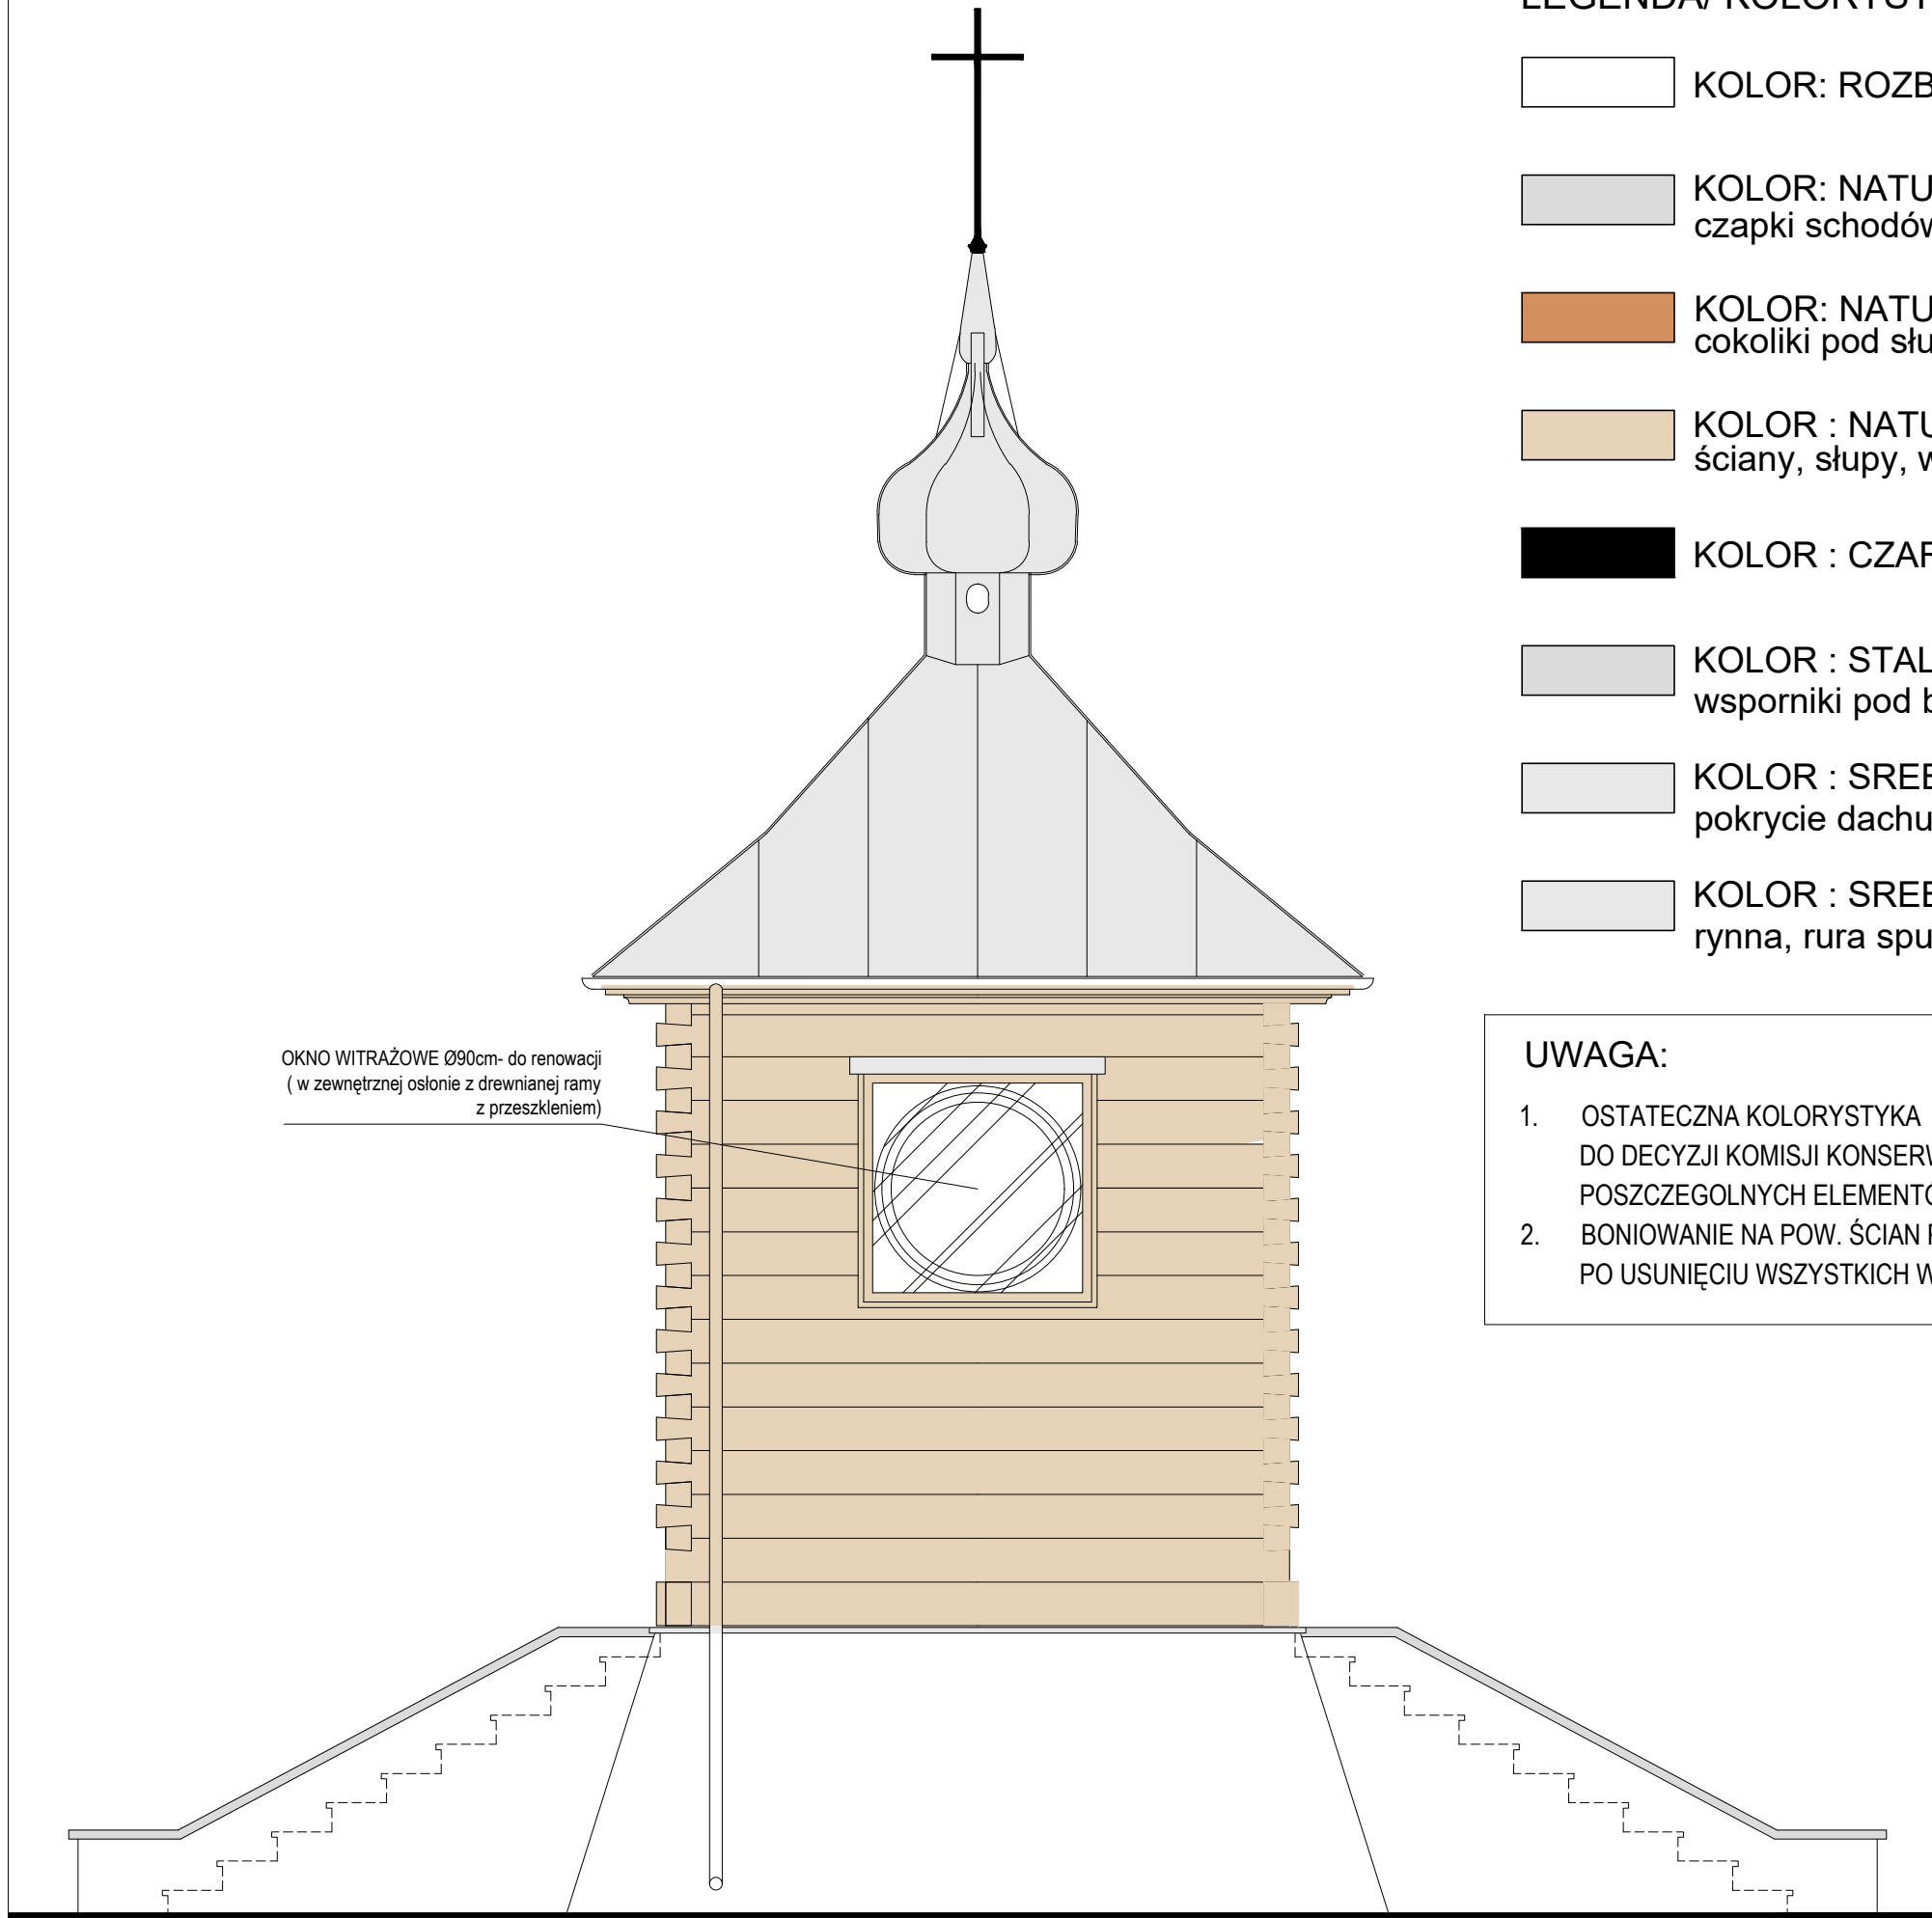 LEGENDA/ KOLORYST
KOLOR: ROZB
KOLOR: NATU
czapki schodów
KOLOR: NATU
cokoliki pod słu
KOLOR : NATU
ściany, słupy, w
KOLOR : CZAR
KOLOR : STAL
wsporniki pod b
KOLOR : SREB
pokrycie dachu
KOLOR : SREB
rynna, rura spu
OKNO WITRAŻOWE Ø90cm- do renowacji
( w zewnętrznej osłonie z drewnianej ramy
z przeszkleniem)
UWAGA:
1. OSTATECZNA KOLORYSTYKA
DO DECYZJI KOMISJI KONSERW
POSZCZEGOLNYCH ELEMENTÓ
2. BONIOWANIE NA POW. ŚCIAN P
PO USUNIĘCIU WSZYSTKICH W